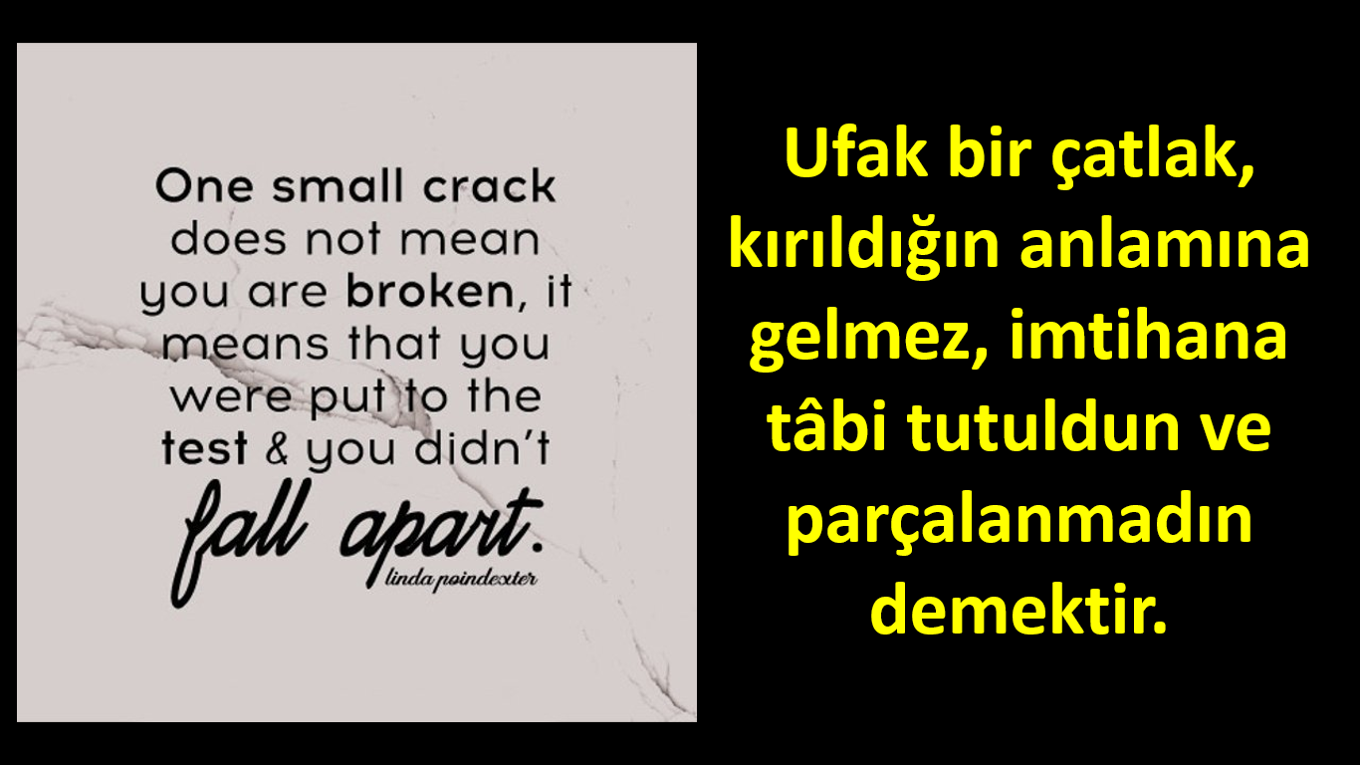 One small crack
does not mean
you are broken, it
means that you
were put to the
test & you didn't
fall apart.
linda poindexter
Ufak bir çatlak,
kırıldığın anlamına
gelmez, imtihana
tâbi tutuldun ve
parçalanmadın
demektir.